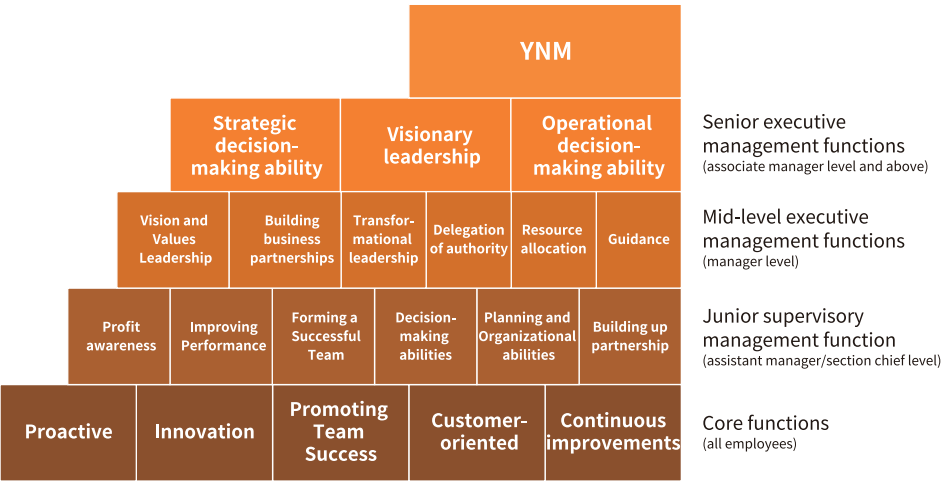 YNM
Strategic
decision-
making ability
Visionary
leadership
Operational
decision-
making ability
Senior executive
management functions
(associate manager level and above)
Vision and
Values
Leadership
Building
business
partnerships
Transfor-
mational
leadership
Delegation
of authority
Resource
allocation
Guidance
Mid-level executive
management functions
(manager level)
Profit
awareness
Improving
Performance
Forming a
Successful
Team
Decision-
making
abilities
Planning and
Organizational
abilities
Building up
partnership
Junior supervisory
management function
(assistant manager/section chief level)
Proactive
Innovation
Promoting
Team
Success
Customer-
oriented
Continuous
improvements
Core functions
(all employees)